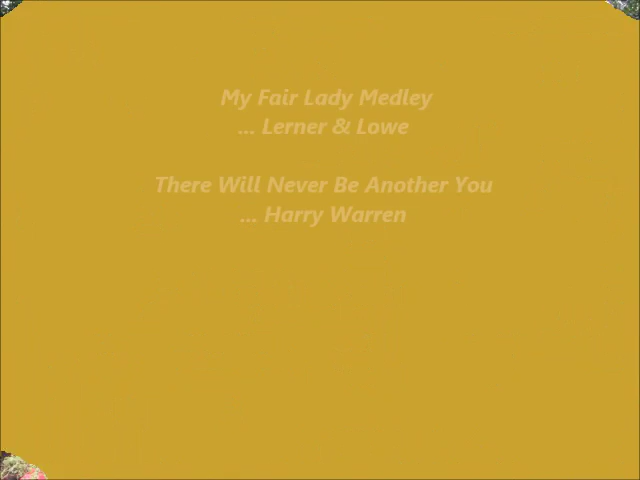 My Fair Lady Medley
... Lerner & Lowe
There Will Never Be Another You
... Harry Warren